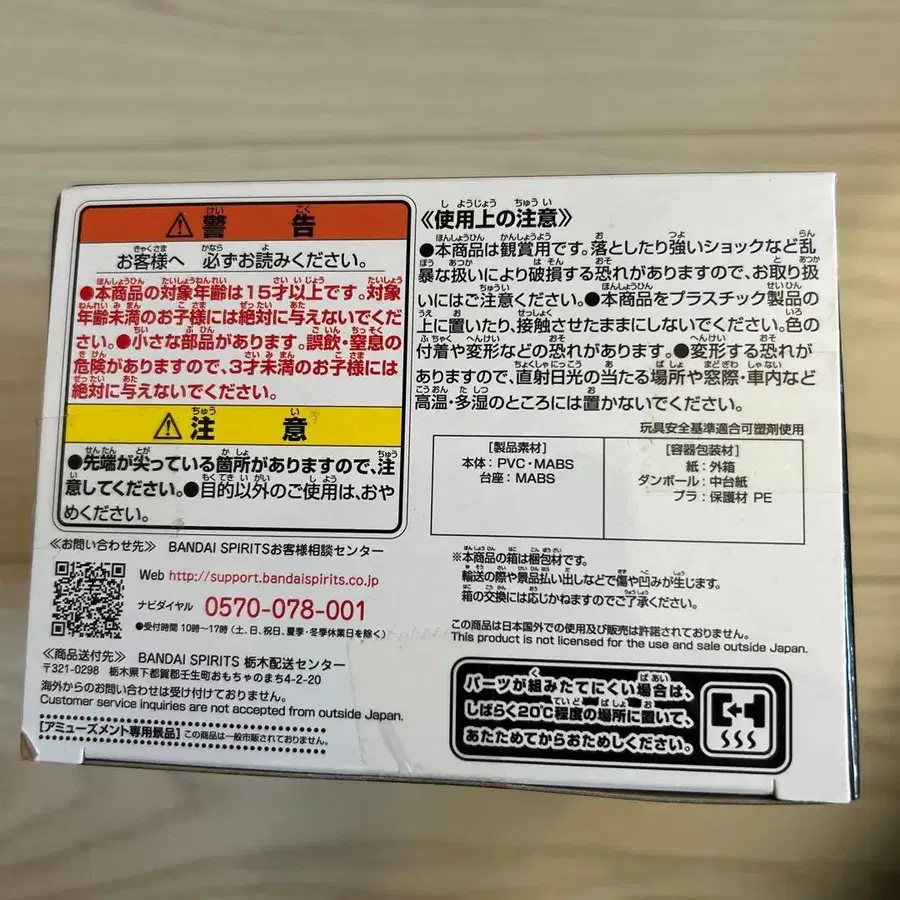 警告
お客様へ 必ずお読みください。
●本商品の対象年齢は15才以上です。対象
年齢未満のお子様には絶対に与えないでくだ
さい。●小さな部品があります。誤飲・窒息の
危険がありますので、3才未満のお子様には
絶対に与えないでください。
注意
●先端が尖っている箇所がありますので、注
意してください。●目的以外のご使用は、おや
めください。
《お問い合わせ先》 BANDAI SPIRITSお客様相談センター
Web http://support.bandaispirits.co.jp
ナビダイヤル 0570-078-001
●受付時間 10時〜17時(土、日、祝日、夏季・冬季休業日を除く)
《商品送付先》 BANDAI SPIRITS 栃木配送センター
〒321-0298 栃木県下都賀郡壬生町おもちゃのまち4-2-20
海外からのお問い合わせは受け付けておりません。
Customer service inquiries are not accepted from outside Japan.
【アミューズメント専用景品】この商品は一般市販されておりません。
《使用上の注意》
●本商品は観賞用です。落としたり強いショックなど乱
暴な扱いにより破損する恐れがありますので、お取り扱
いにはご注意ください。●本商品をプラスチック製品の
上に置いたり、接触させたままにしないでください。色の
付着や変形などの恐れがあります。●変形する恐れが
ありますので、直射日光の当たる場所や窓際・車内など
高温・多湿のところには置かないでください。
玩具安全基準適合可塑剤使用
[製品素材]
本体:PVC・MABS
台座:MABS
[容器包装材]
紙:外箱
ダンボール:中台紙
プラ:保護材 PE
※本商品の箱は梱包材です。
輸送の際や景品払い出しなどで傷や凹みが生じます。
箱の交換には応じかねますのでご了承ください。
この商品は日本国外での使用及び販売は許諾されておりません。
This product is not licensed for the use and sale outside Japan.
パーツが組みたてにくい場合は、
しばらく20℃程度の場所に置いて、
あたためてからおためしください。